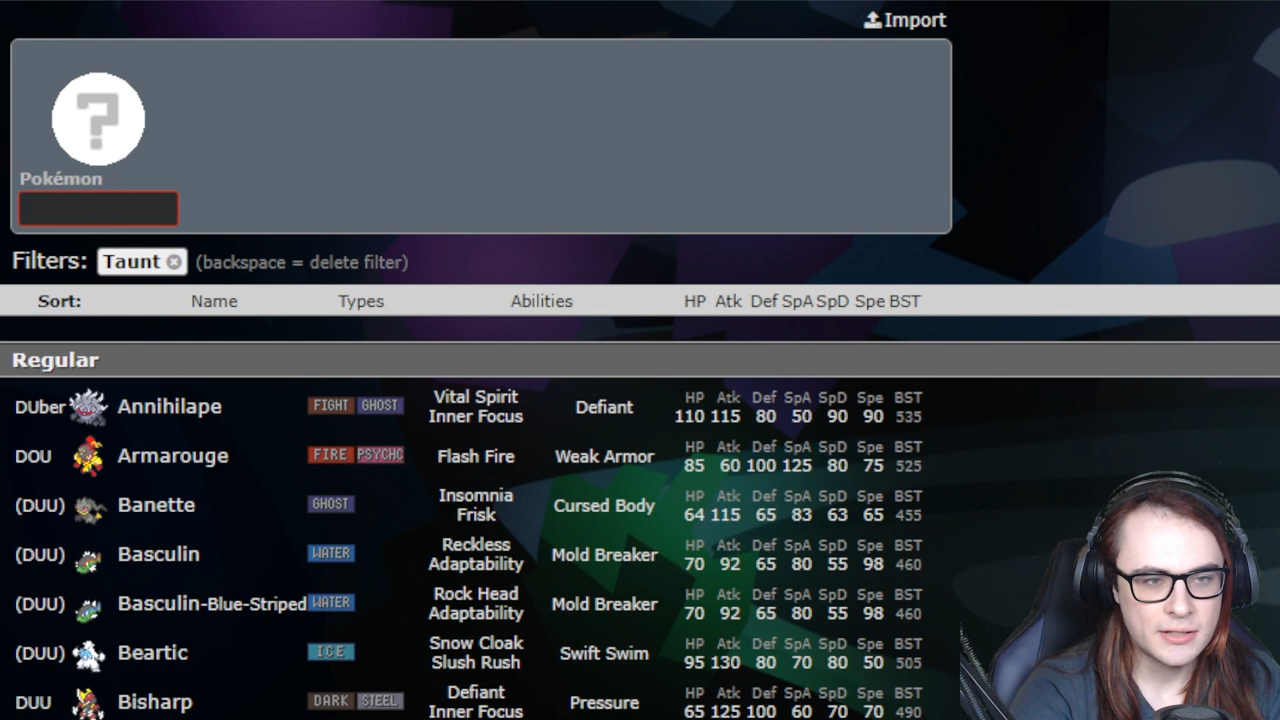 Import
Pokémon
Filters: Taunt (backspace = delete filter)
Sort: Name Types Abilities HP Atk Def SpA SpD Spe BST
Regular
DUber Annihilape FIGHT GHOST Vital Spirit Inner Focus Defiant HP 110 Atk 115 Def 80 SpA 50 SpD 90 Spe 90 BST 535
DOU Armarouge FIRE PSYCHC Flash Fire Weak Armor HP 85 Atk 60 Def 100 SpA 125 SpD 80 Spe 75 BST 525
(DUU) Banette GHOST Insomnia Frisk Cursed Body HP 64 Atk 115 Def 65 SpA 83 SpD 63 Spe 65 BST 455
(DUU) Basculin WATER Reckless Adaptability Mold Breaker HP 70 Atk 92 Def 65 SpA 80 SpD 55 Spe 98 BST 460
(DUU) Basculin-Blue-Striped WATER Rock Head Adaptability Mold Breaker HP 70 Atk 92 Def 65 SpA 80 SpD 55 Spe 98 BST 460
(DUU) Beartic ICE Snow Cloak Slush Rush Swift Swim HP 95 Atk 130 Def 80 SpA 70 SpD 80 Spe 50 BST 505
DUU Bisharp DARK STEEL Defiant Inner Focus Pressure HP 65 Atk 125 Def 100 SpA 60 SpD 70 Spe 70 BST 490